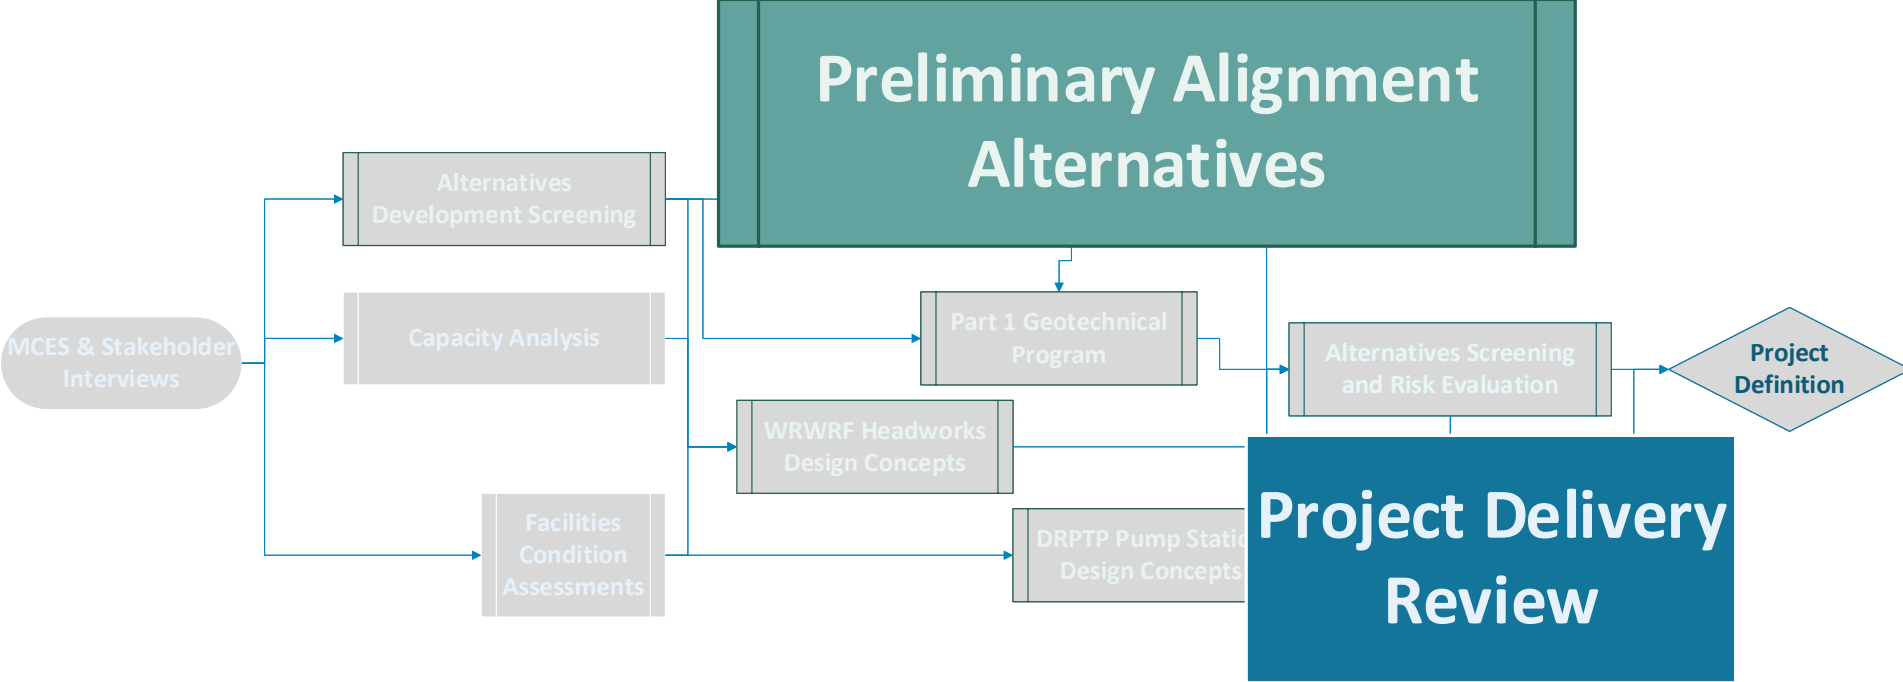 Preliminary Alignment
Alternatives
Alternatives
Development Screening
MCES & Stakeholder
Interviews
Capacity Analysis
Part 1 Geotechnical
Program
Alternatives Screening
and Risk Evaluation
Project
Definition
WRWRF Headworks
Design Concepts
Facilities
Condition
Assessments
DRPTP Pump
Design Concepts
Project Delivery
Review